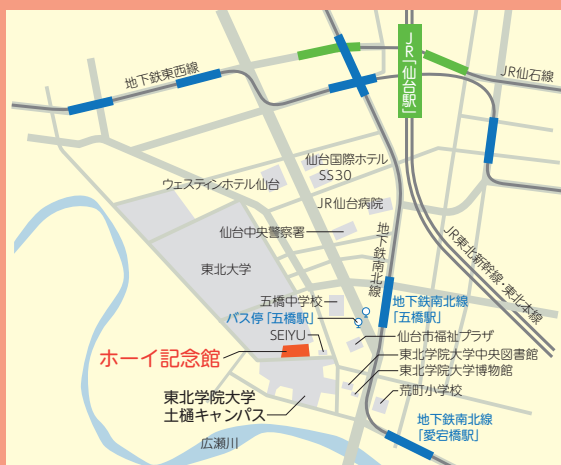 地下鉄東西線
JR「仙台駅」
JR仙石線
仙台国際ホテル
SS30
ウェスティンホテル仙台
JR仙台病院
仙台中央警察署
地下鉄南北線
JR東北新幹線・東北本線
東北大学
五橋中学校
バス停「五橋駅」
地下鉄南北線
「五橋駅」
SEIYU
仙台市福祉プラザ
ホーイ記念館
東北学院大学中央図書館
東北学院大学博物館
荒町小学校
東北学院大学
土樋キャンパス
地下鉄南北線
「愛宕橋駅」
広瀬川